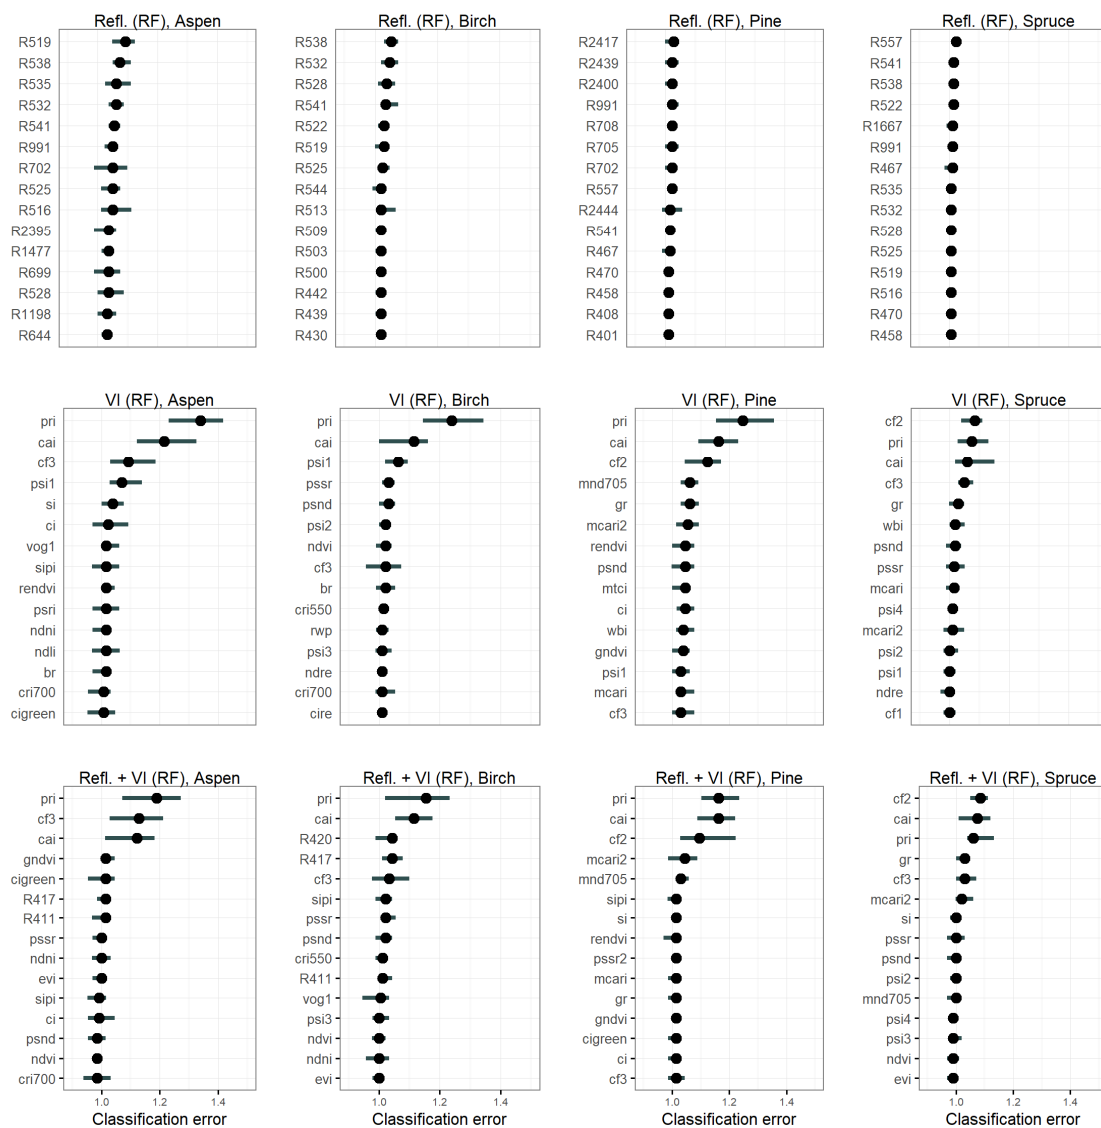 Refl. (RF), Aspen
R519
R538
R535
R532
R541
R991
R702
R525
R516
R2395
R1477
R699
R528
R1198
R644
Refl. (RF), Birch
R538
R532
R528
R541
R522
R519
R525
R544
R513
R509
R503
R500
R442
R439
R430
Refl. (RF), Pine
R2417
R2439
R2400
R991
R708
R705
R702
R557
R2444
R541
R467
R470
R458
R408
R401
Refl. (RF), Spruce
R557
R541
R538
R522
R1667
R991
R467
R535
R532
R528
R525
R519
R516
R470
R458
VI (RF), Aspen
pri
cai
cf3
psi1
si
ci
vog1
sipi
rendvi
psri
ndni
ndli
br
cri700
cigreen
VI (RF), Birch
pri
cai
psi1
pssr
psnd
psi2
ndvi
cf3
br
cri550
rwp
psi3
ndre
cri700
cire
VI (RF), Pine
pri
cai
cf2
mnd705
gr
mcari2
rendvi
psnd
mtci
ci
wbi
gndvi
psi1
mcari
cf3
VI (RF), Spruce
cf2
pri
cai
cf3
gr
wbi
psnd
pssr
mcari
psi4
mcari2
psi2
psi1
ndre
cf1
Refl. + VI (RF), Aspen
pri
cf3
cai
gndvi
cigreen
R417
R411
pssr
ndni
evi
sipi
ci
psnd
ndvi
cri700
1.0 1.2 1.4
Classification error
Refl. + VI (RF), Birch
pri
cai
R420
R417
cf3
sipi
pssr
psnd
cri550
R411
vog1
psi3
ndvi
ndni
evi
1.0 1.2 1.4
Classification error
Refl. + VI (RF), Pine
pri
cai
cf2
mcari2
mnd705
sipi
si
rendvi
pssr2
mcari
gr
gndvi
cigreen
ci
cf3
1.0 1.2 1.4
Classification error
Refl. + VI (RF), Spruce
cf2
cai
pri
gr
cf3
mcari2
si
pssr
psnd
psi2
mnd705
psi4
psi3
ndvi
evi
1.0 1.2 1.4
Classification error